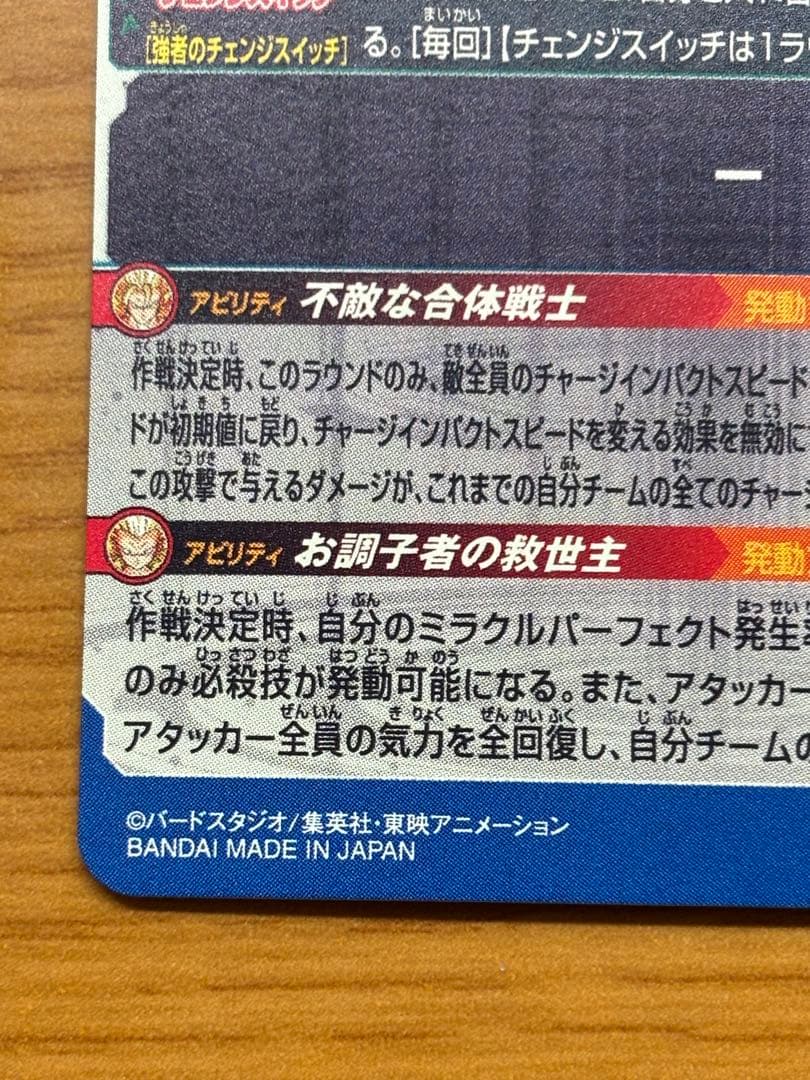 [強者のチェンジスイッチ] る。[毎回]【チェンジスイッチは1ラ
ー
アビリティ 不敵な合体戦士 発動
作戦決定時、このラウンドのみ、敵全員のチャージインパクトスピード
ドが初期値に戻り、チャージインパクトスピードを変える効果を無効に
この攻撃で与えるダメージが、これまでの自分チームの全てのチャージ
アビリティ お調子者の救世主 発動
作戦決定時、自分のミラクルパーフェクト発生
のみ必殺技が発動可能になる。また、アタッカー
アタッカー全員の気力を全回復し、自分チームの
©バードスタジオ/集英社・東映アニメーション
BANDAI MADE IN JAPAN